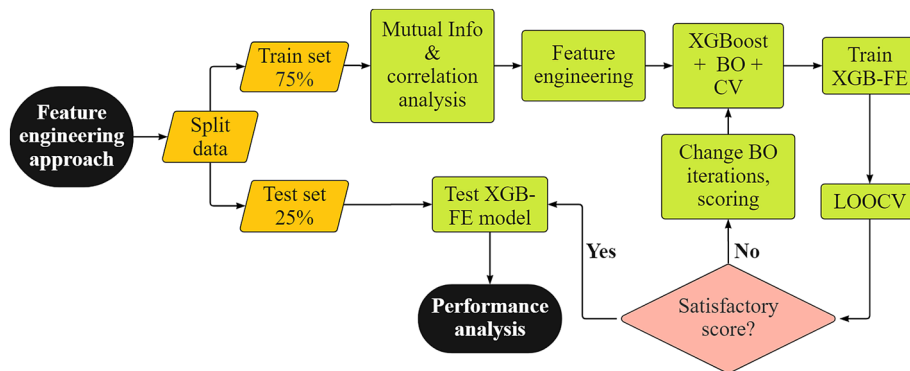 Feature
engineering
approach
Split
data
Train set
75%
Mutual Info
&
correlation
analysis
Feature
engineering
XGBoost
+ BO +
CV
Train
XGB-FE
LOOCV
Change BO
iterations,
scoring
Test set
25%
Test XGB-
FE model
Yes
No
Satisfactory
score?
Performance
analysis